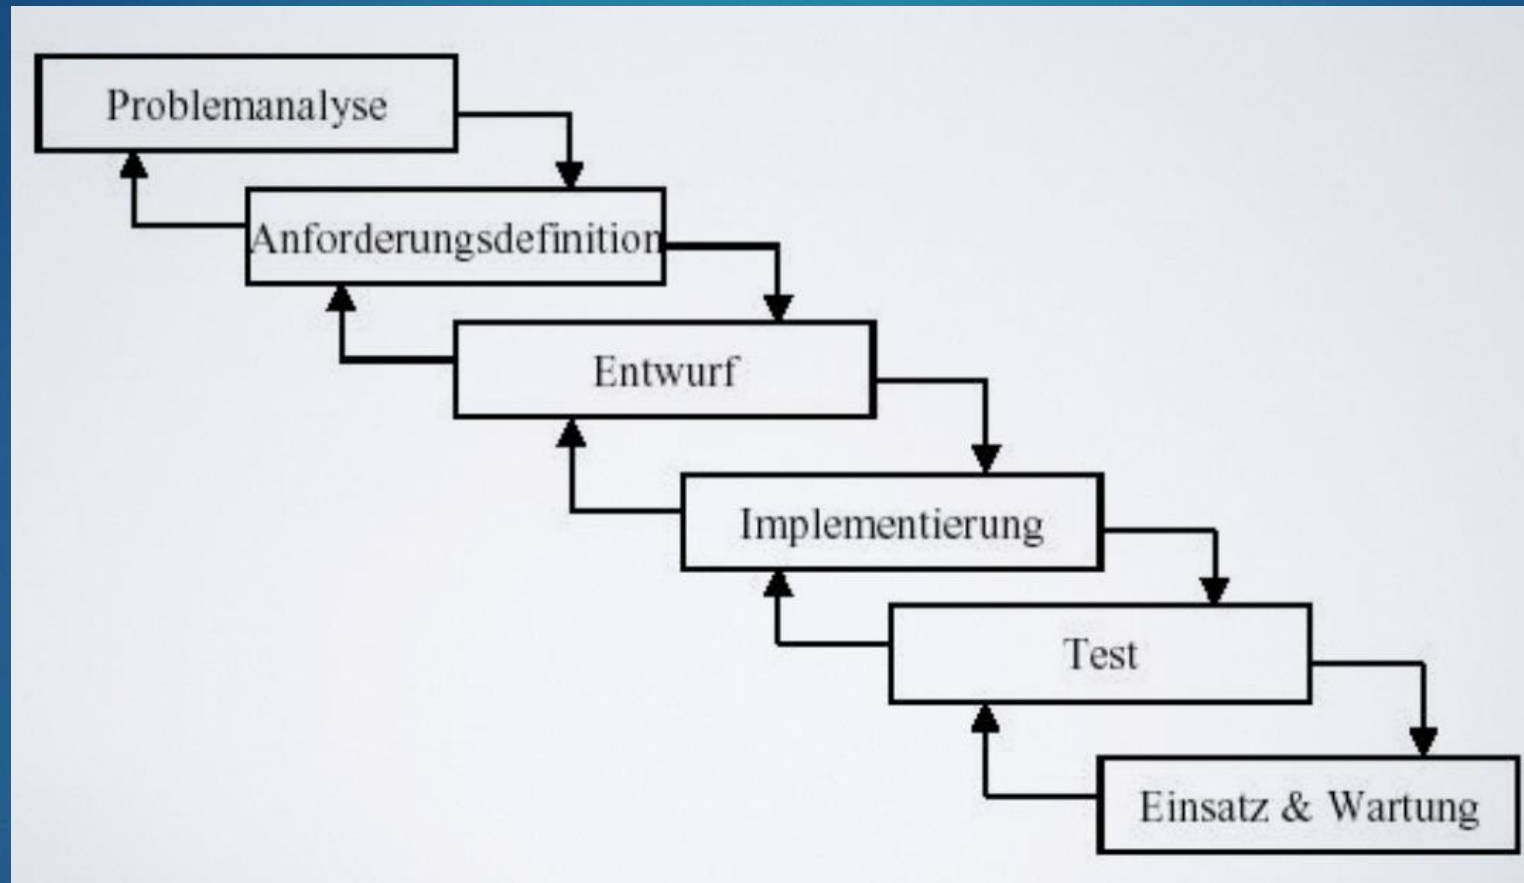 Problemanalyse
Anforderungsdefinition
Entwurf
Implementierung
Test
Einsatz & Wartung